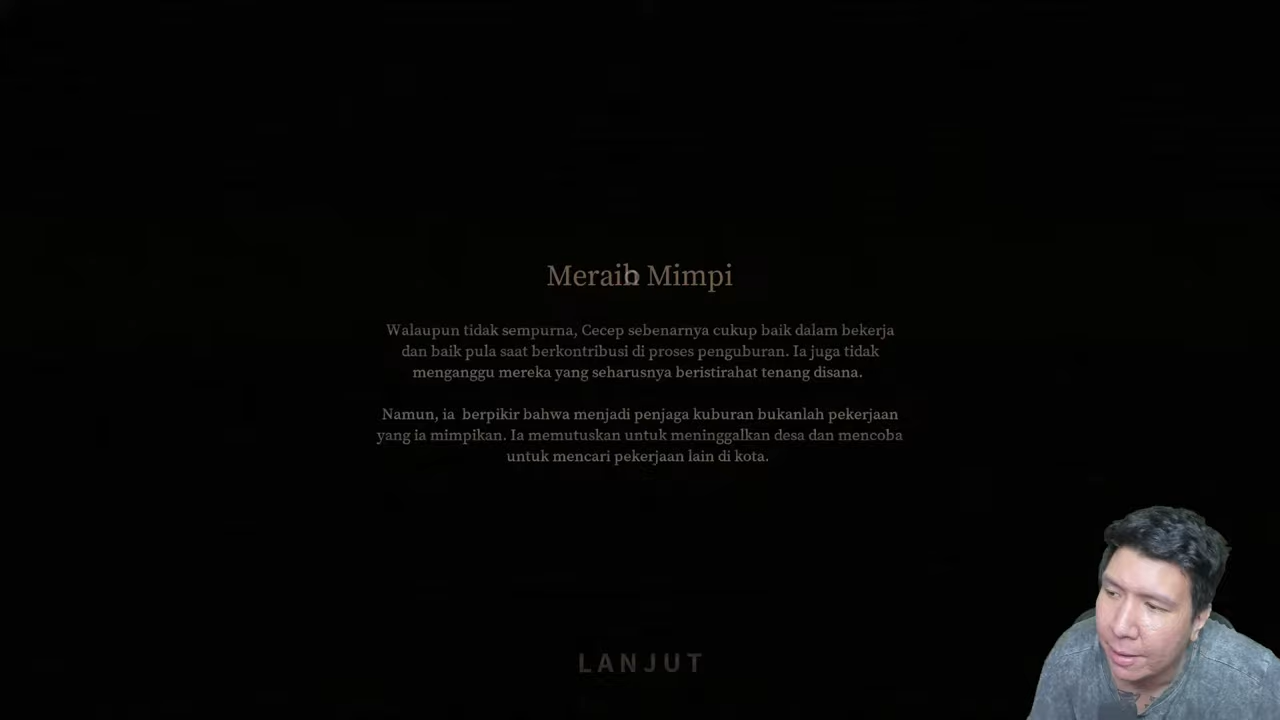 Meraih Mimpi
Walaupun tidak sempurna, Cecep sebenarnya cukup baik dalam bekerja
dan baik pula saat berkontribusi di proses penguburan. Ia juga tidak
menganggu mereka yang seharusnya beristirahat tenang disana.
Namun, ia berpikir bahwa menjadi penjaga kuburan bukanlah pekerjaan
yang ia mimpikan. Ia memutuskan untuk meninggalkan desa dan mencoba
untuk mencari pekerjaan lain di kota.
LANJUT